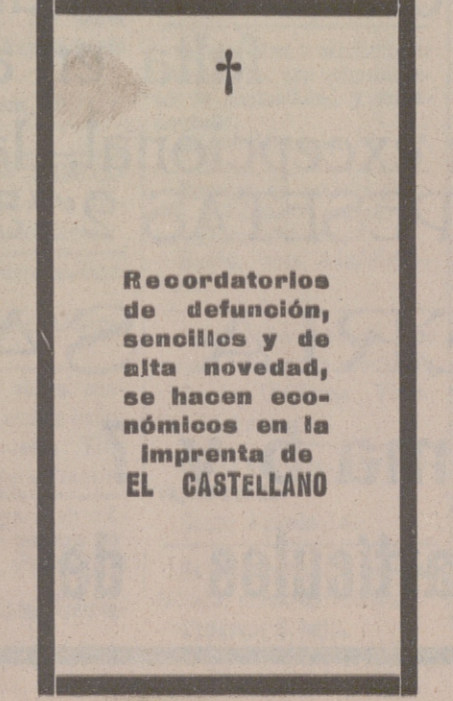 Recordatorios
de defunción,
sencillos y de
alta novedad,
se hacen eco-
nómicos en la
imprenta de
EL CASTELLANO